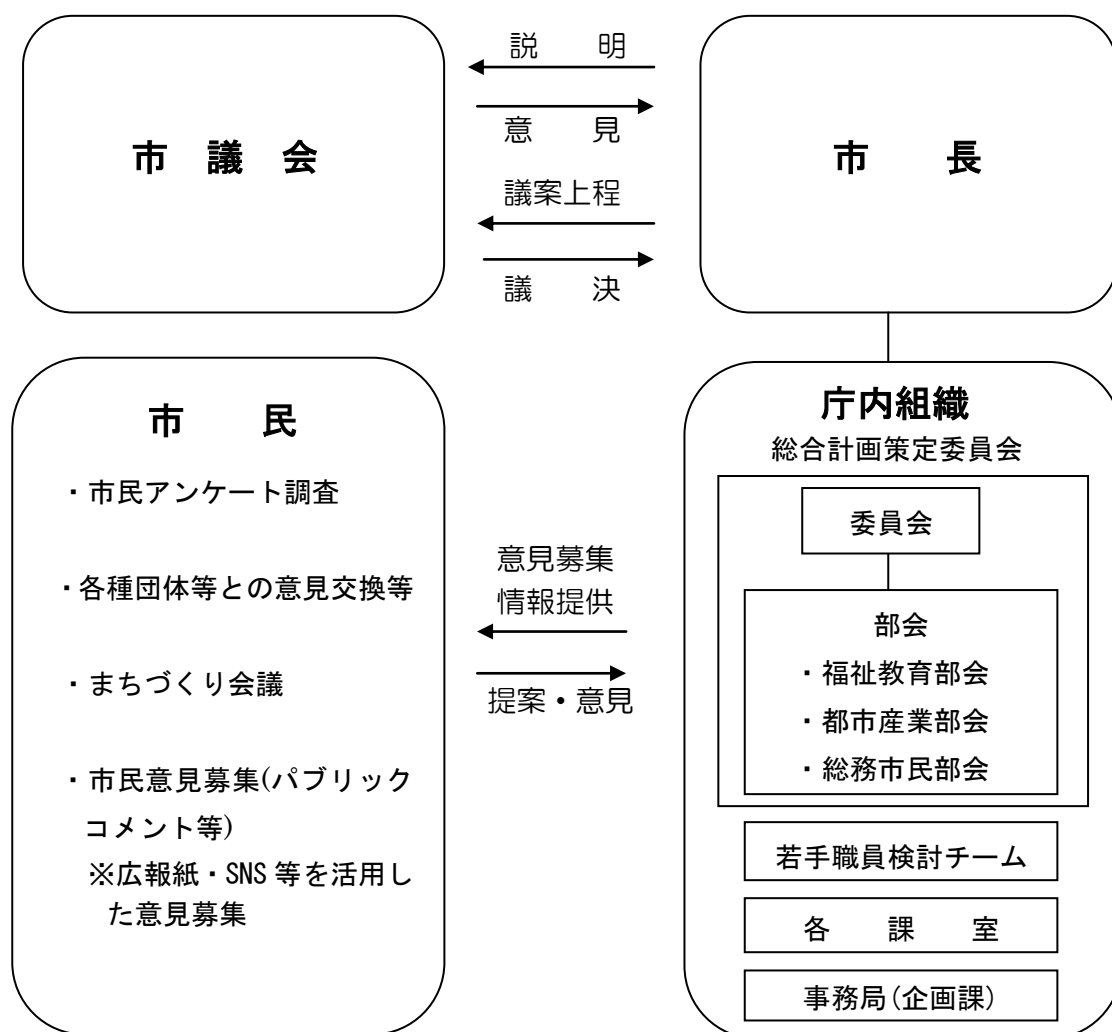 市 議 会
説 明
意 見
議案上程
議 決
市 長
市 民
・市民アンケート調査
・各種団体等との意見交換等
・まちづくり会議
・市民意見募集(パブリック
コメント等)
※広報紙・SNS 等を活用し
た意見募集
意見募集
情報提供
提案・意見
庁内組織
総合計画策定委員会
委員会
部会
・福祉教育部会
・都市産業部会
・総務市民部会
若手職員検討チーム
各 課 室
事務局(企画課)